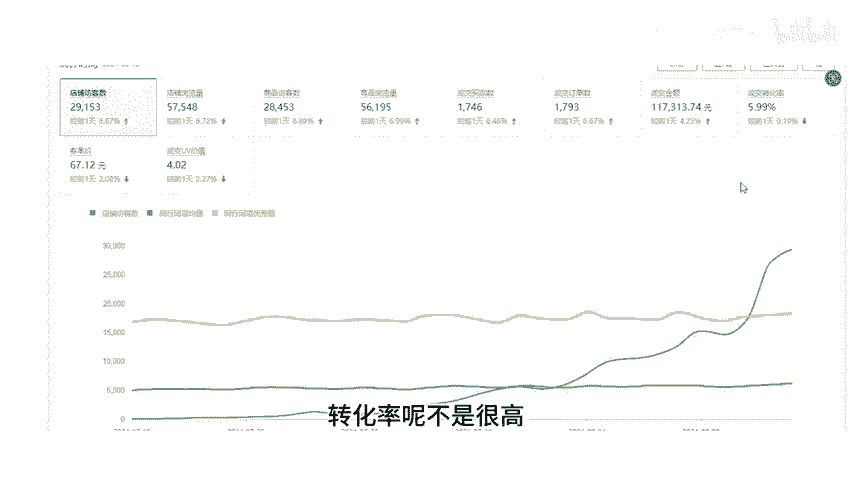 店铺访客数 店铺浏览量 商品访客数 商品浏览量 成交买家数 成交订单数 成交金额 成交转化率
29,153 57,548 28,453 56,195 1,746 1,793 117,313.74 元 5.99%
较前1天 6.67% 较前1天 6.72% 较前1天 6.89% 较前1天 6.99% 较前1天 6.46% 较前1天 6.67% 较前1天 4.25% 较前1天 0.19%
客单价 成交UV价值
67.12 元 4.02
较前1天 2.08% 较前1天 2.27%
店铺访客数 同行同层均值 同行同层优秀值
30,000
25,000
20,000
15,000
10,000
5,000
0
转化率呢不是很高